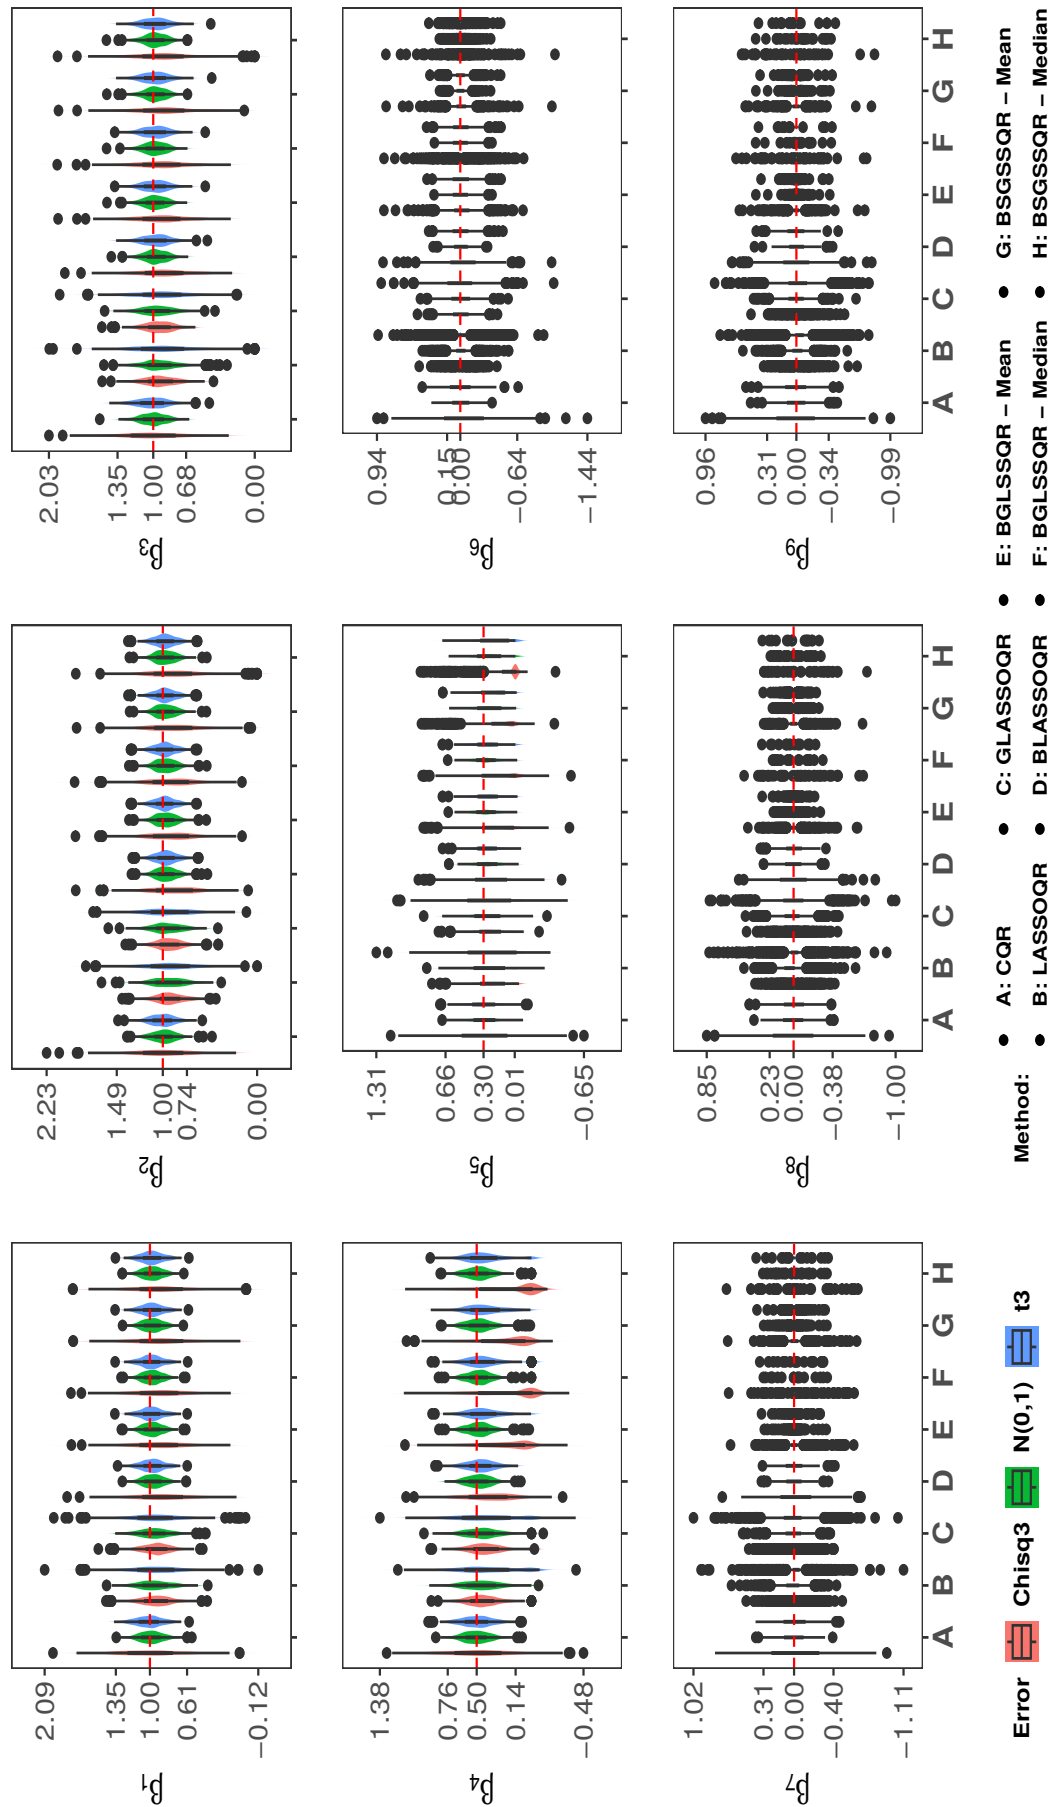 β1
2.09
1.35
1.00
0.61
−0.12
β2
2.23
1.49
1.00
0.74
0.00
β3
2.03
1.35
1.00
0.68
0.00
β4
1.38
0.76
0.50
0.14
−0.48
β5
1.31
0.66
0.30
0.01
−0.65
β6
0.94
0.15
0.00
−0.64
−1.44
β7
1.02
0.31
0.00
−0.40
−1.11
A B C D E F G H
β8
0.85
0.23
0.00
−0.38
−1.00
A B C D E F G H
β9
0.96
0.31
0.00
−0.34
−0.99
A B C D E F G H
Error Chisq3 N(0,1) t3
Method:
A: CQR C: GLASSOQR E: BGLSSQR − Mean G: BSGSSQR − Mean
B: LASSOQR D: BLASSOQR F: BGLSSQR − Median H: BSGSSQR − Median